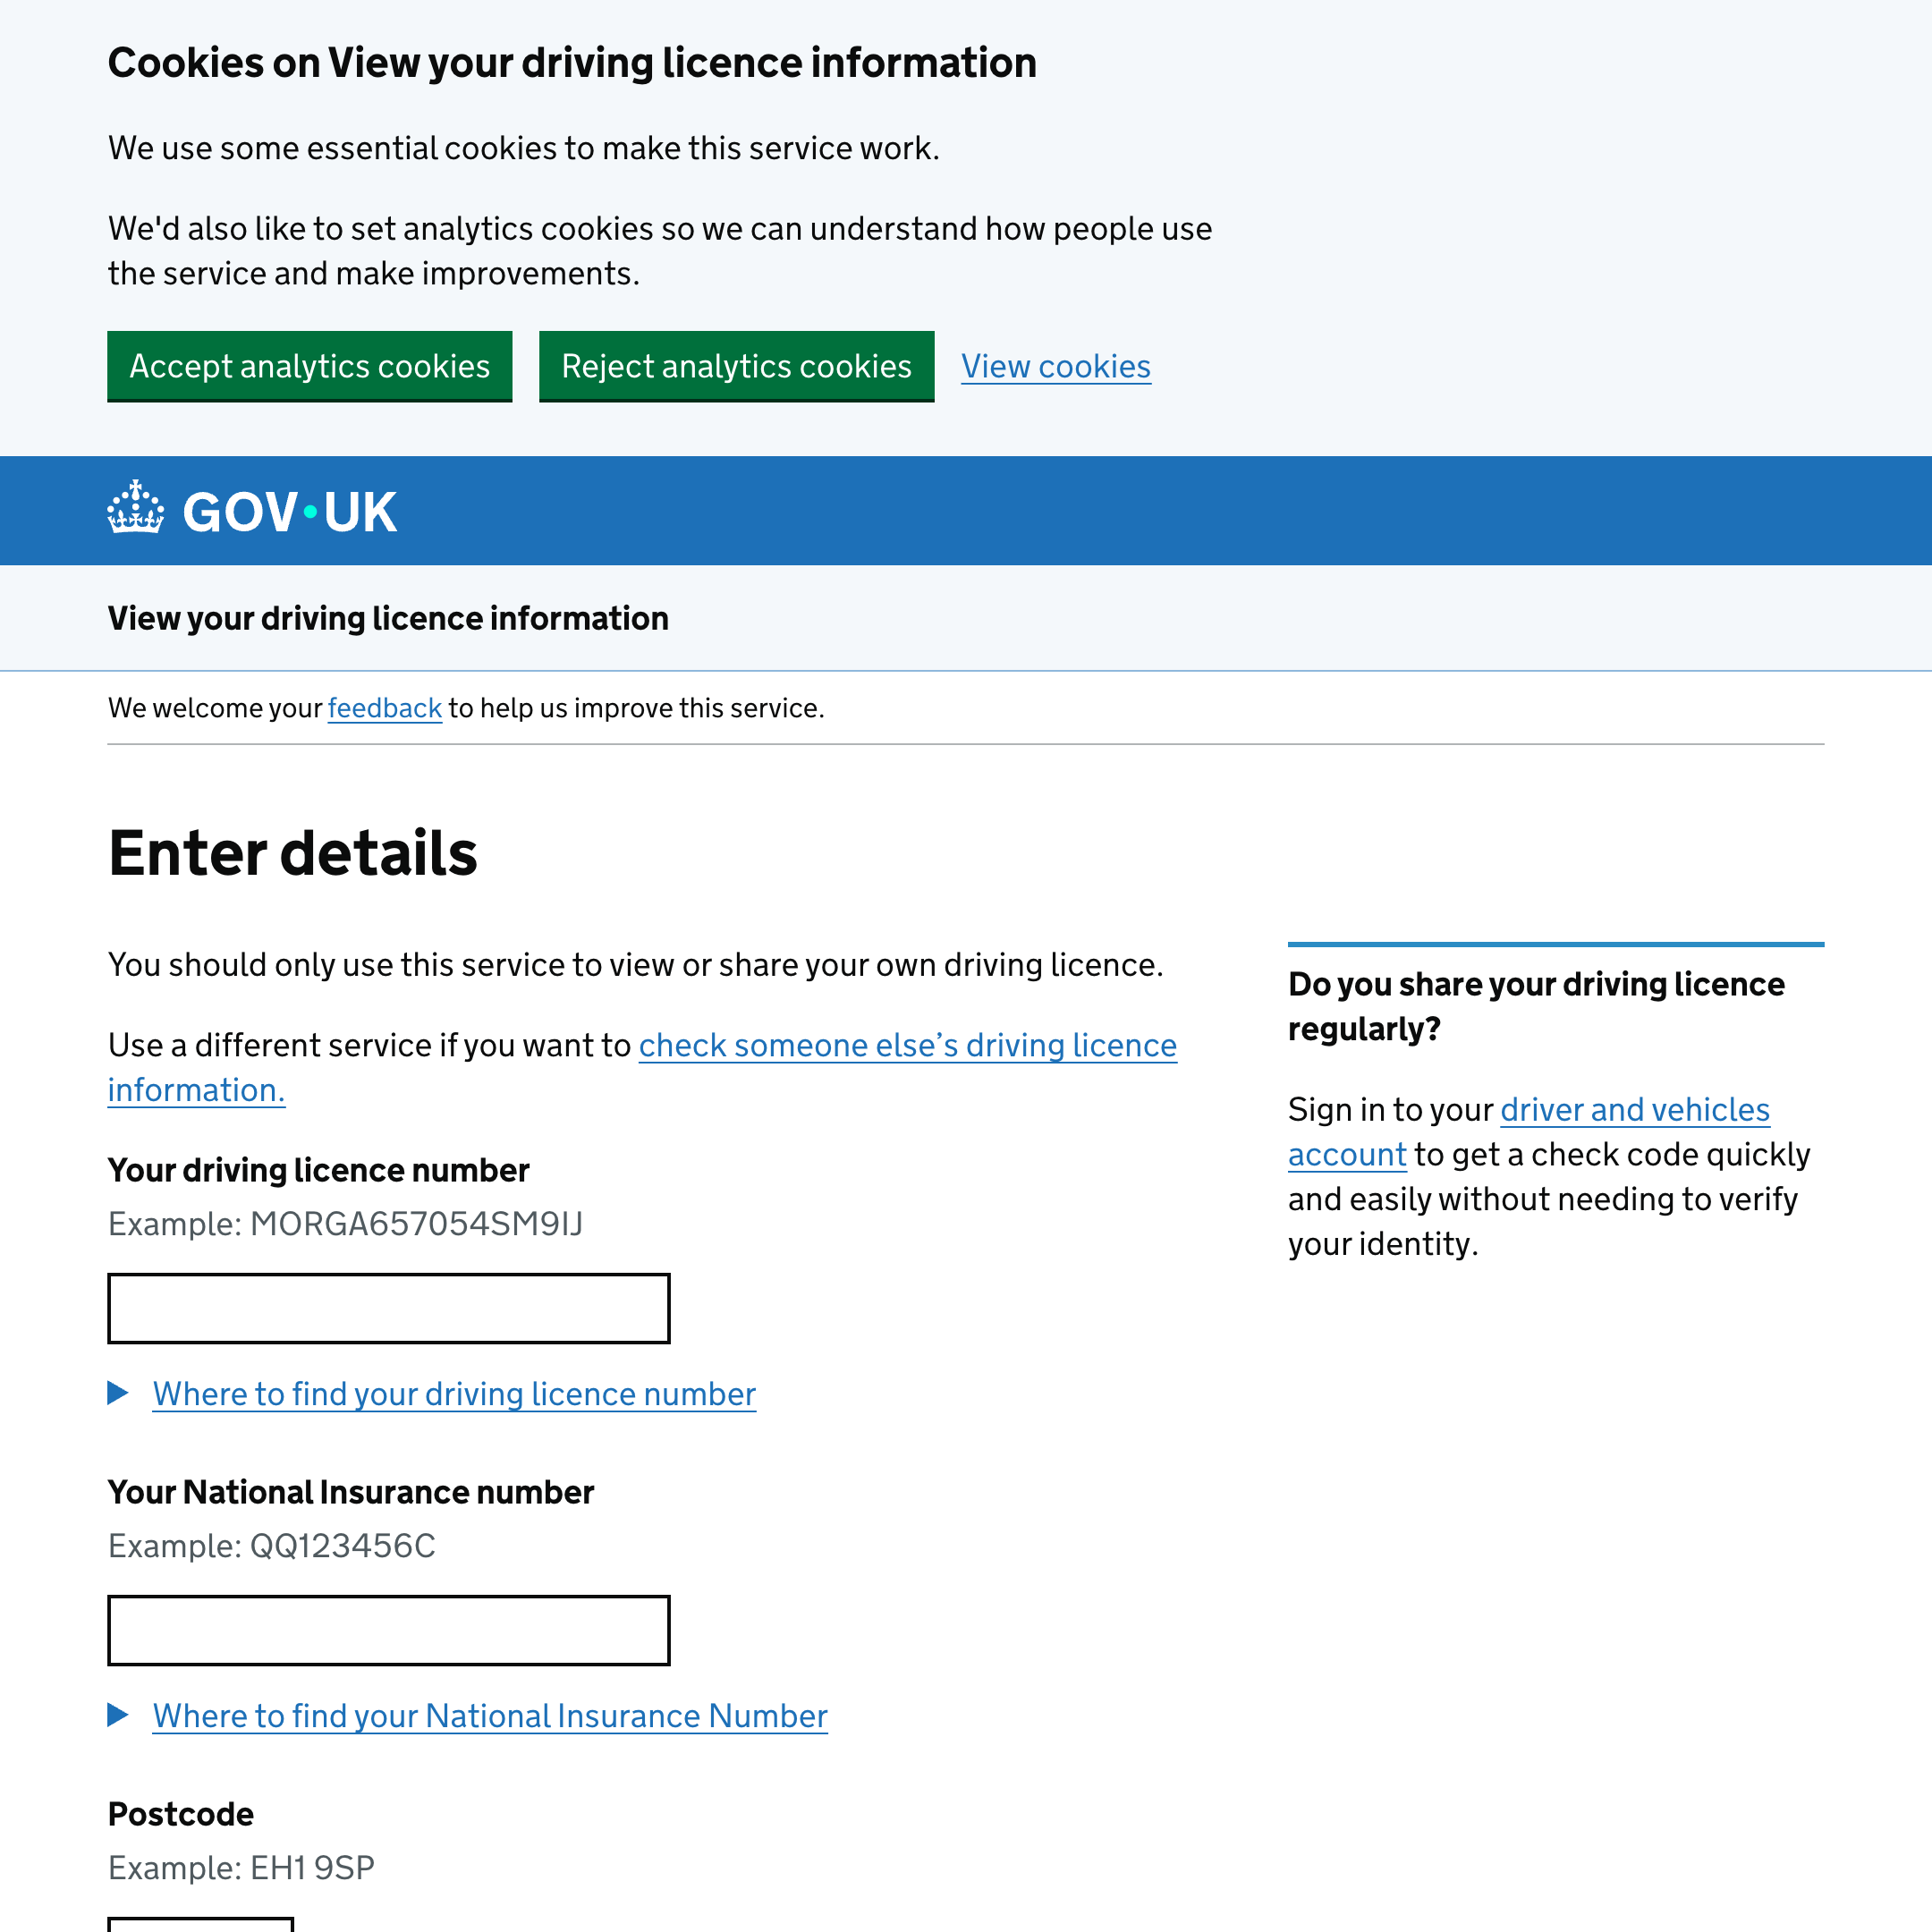 Cookies on View your driving licence information
We use some essential cookies to make this service work.
We'd also like to set analytics cookies so we can understand how people use
the service and make improvements.
Accept analytics cookies
Reject analytics cookies
View cookies
GOV·UK
View your driving licence information
We welcome your feedback to help us improve this service.
Enter details
You should only use this service to view or share your own driving licence.
Use a different service if you want to check someone else’s driving licence
information.
Your driving licence number
Example: MORGA657054SM9IJ
Where to find your driving licence number
Your National Insurance number
Example: QQ123456C
Where to find your National Insurance Number
Postcode
Example: EH1 9SP
Do you share your driving licence
regularly?
Sign in to your driver and vehicles
account to get a check code quickly
and easily without needing to verify
your identity.